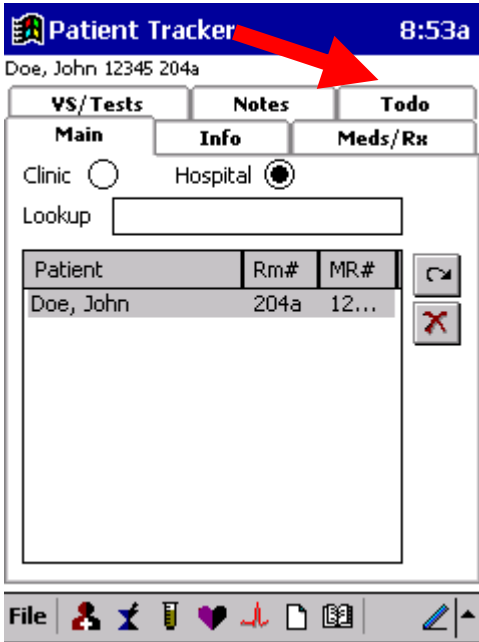 Patient Tracker 8:53a
Doe, John 12345 204a
VS/Tests Notes Todo
Main Info Meds/Rx
Clinic Hospital
Lookup
Patient Rm# MR#
Doe, John 204a 12...
File